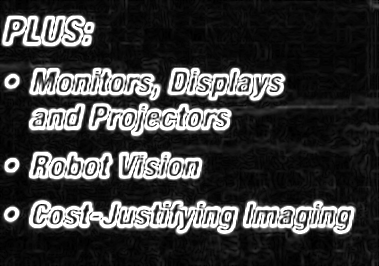 PLUS:
• Monitors, Displays
and Projectors
• Robot Vision
• Cost-Justifying Imaging